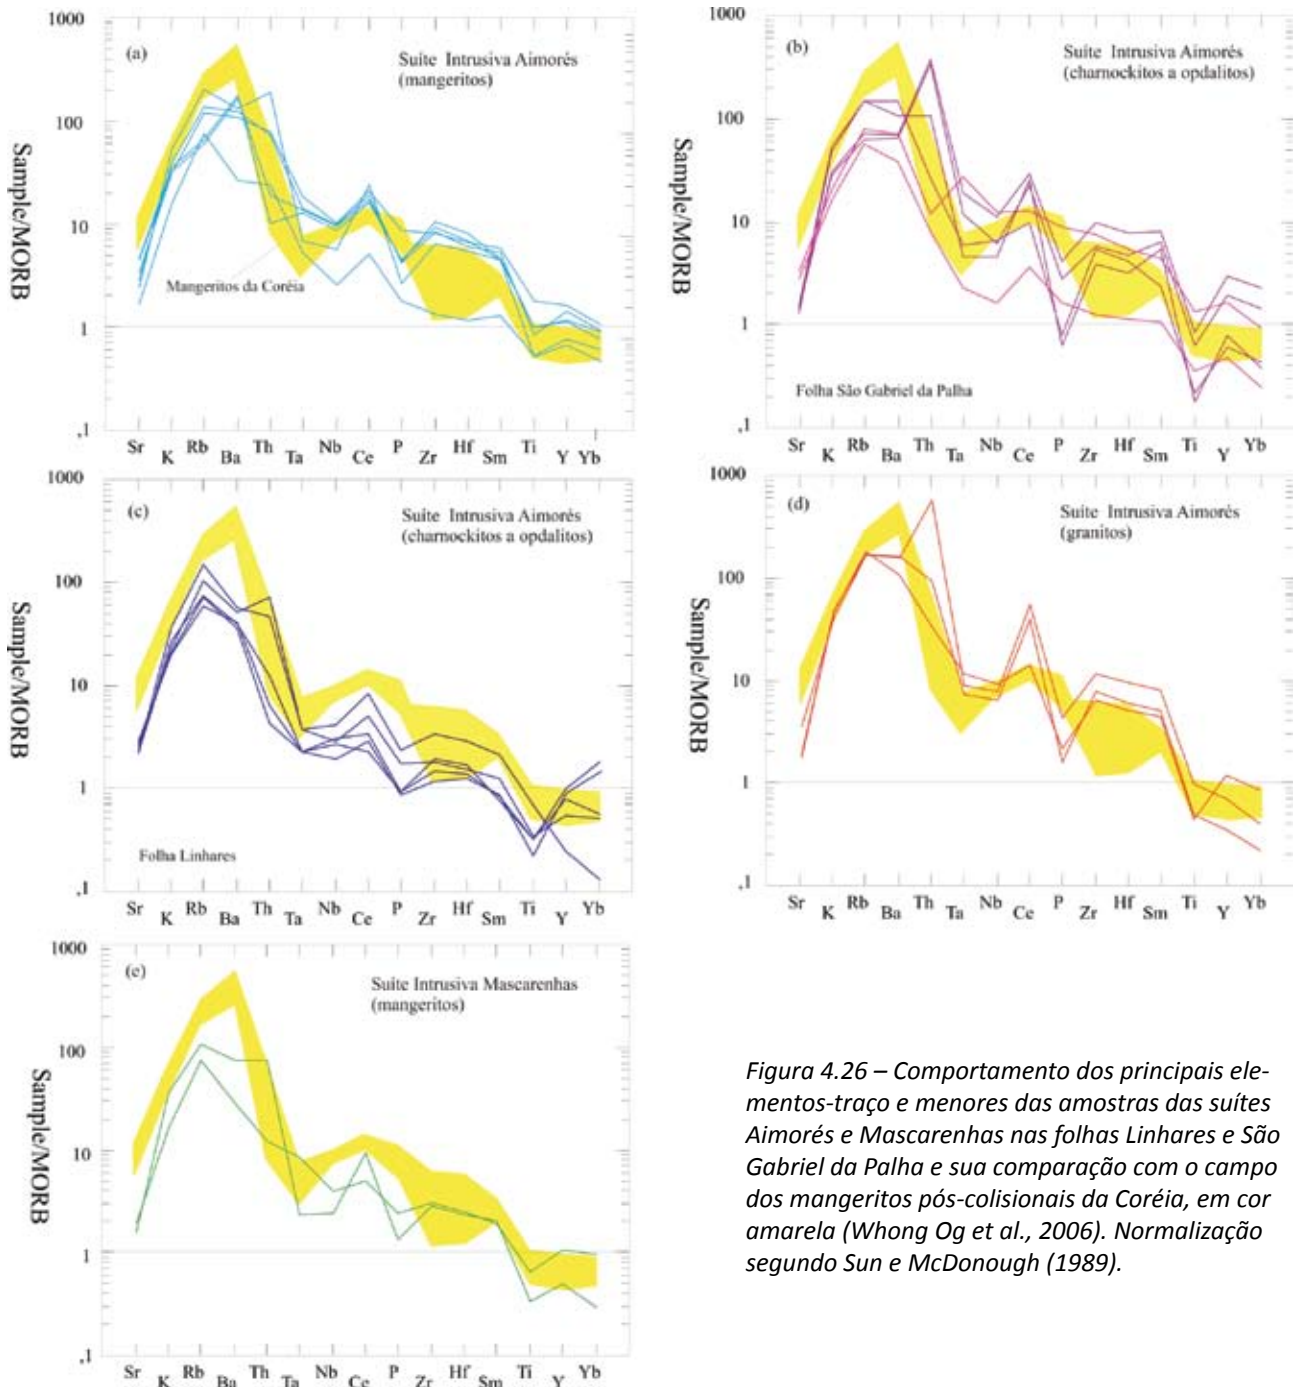 1000
100
10
1
,1
Sample/MORB
(a)
Suíte Intrusiva Aimorés
(mangeritos)
Mangeritos da Coréia
Sr K Rb Ba Th Ta Nb Ce P Zr Hf Sm Ti Y Yb
1000
100
10
1
,1
Sample/MORB
(b)
Suíte Intrusiva Aimorés
(charnockitos a opdalitos)
Folha São Gabriel da Palha
Sr K Rb Ba Th Ta Nb Ce P Zr Hf Sm Ti Y Yb
1000
100
10
1
,1
Sample/MORB
(c)
Suíte Intrusiva Aimorés
(charnockitos a opdalitos)
Folha Linhares
Sr K Rb Ba Th Ta Nb Ce P Zr Hf Sm Ti Y Yb
1000
100
10
1
,1
Sample/MORB
(d)
Suíte Intrusiva Aimorés
(granitos)
Sr K Rb Ba Th Ta Nb Ce P Zr Hf Sm Ti Y Yb
1000
100
10
1
,1
Sample/MORB
(e)
Suíte Intrusiva Mascarenhas
(mangeritos)
Sr K Rb Ba Th Ta Nb Ce P Zr Hf Sm Ti Y Yb
Figura 4.26 – Comportamento dos principais ele-
mentos-traço e menores das amostras das suítes
Aimorés e Mascarenhas nas folhas Linhares e São
Gabriel da Palha e sua comparação com o campo
dos mangeritos pós-colisionais da Coréia, em cor
amarela (Whong Og et al., 2006). Normalização
segundo Sun e McDonough (1989).